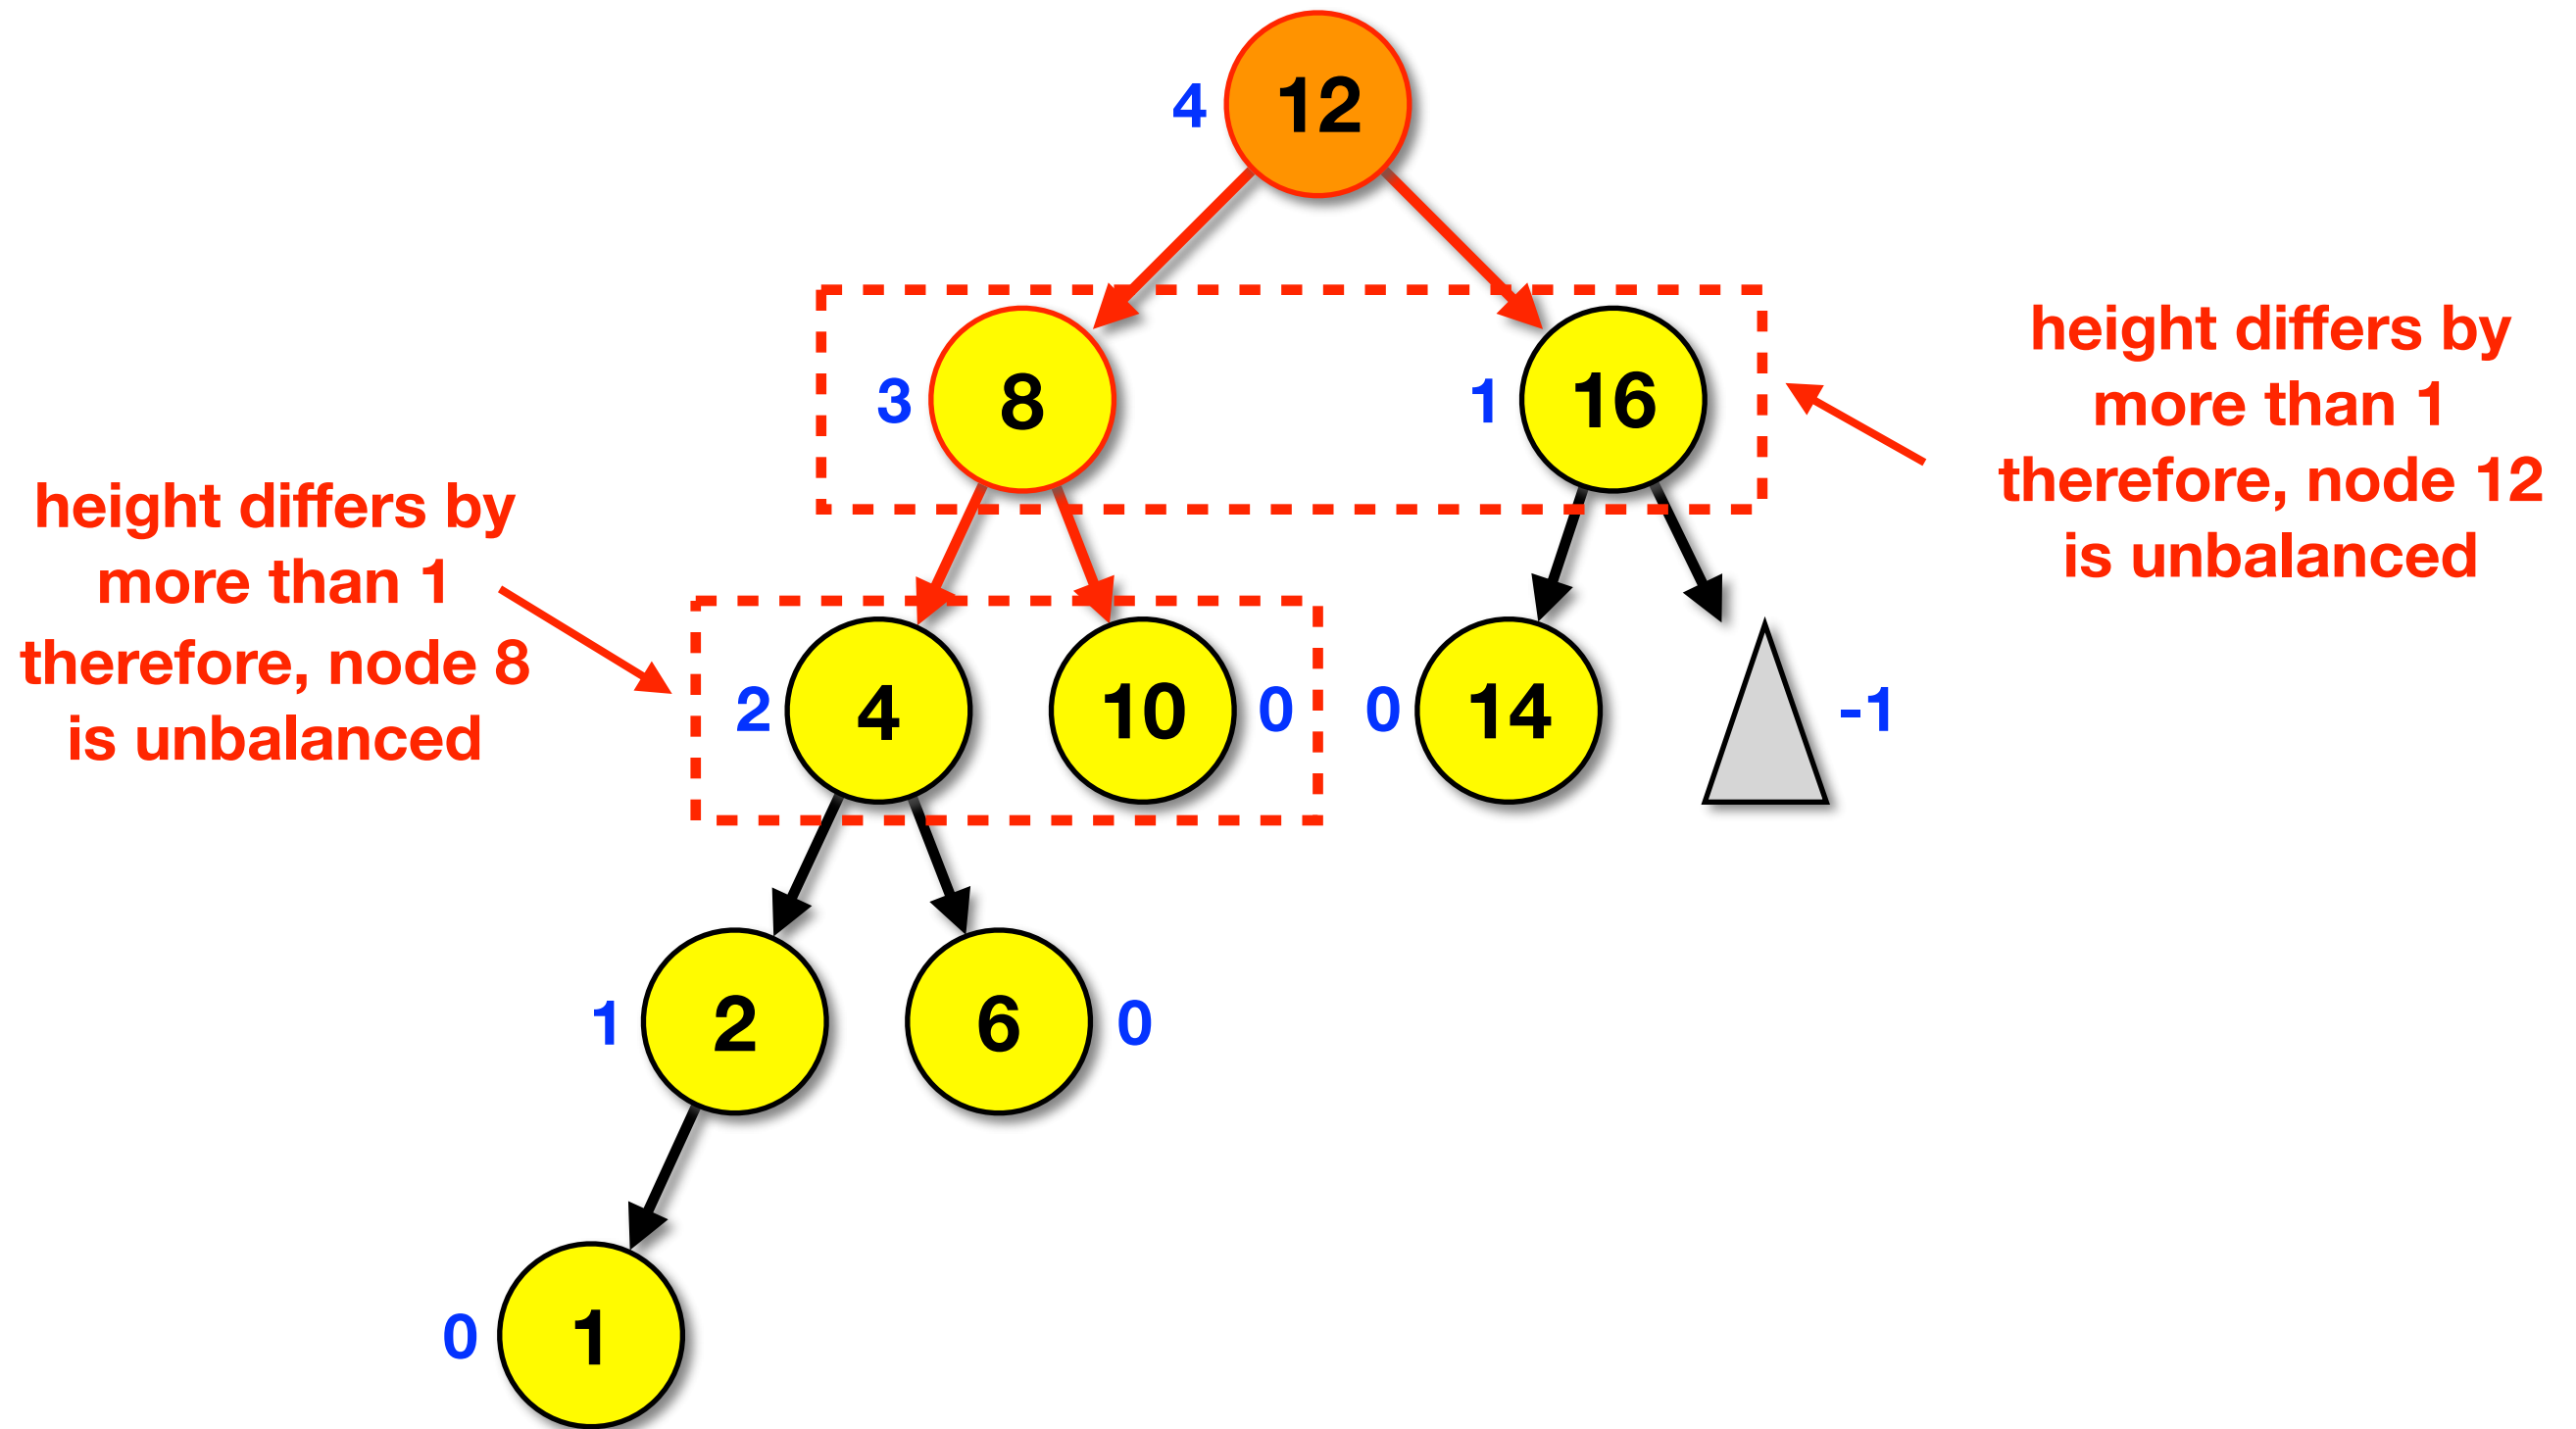 4 12
height differs by
more than 1
therefore, node 12
is unbalanced
3 8 1 16
height differs by
more than 1
therefore, node 8
is unbalanced
2 4 10 0 0 14 -1
1 2 6 0
0 1